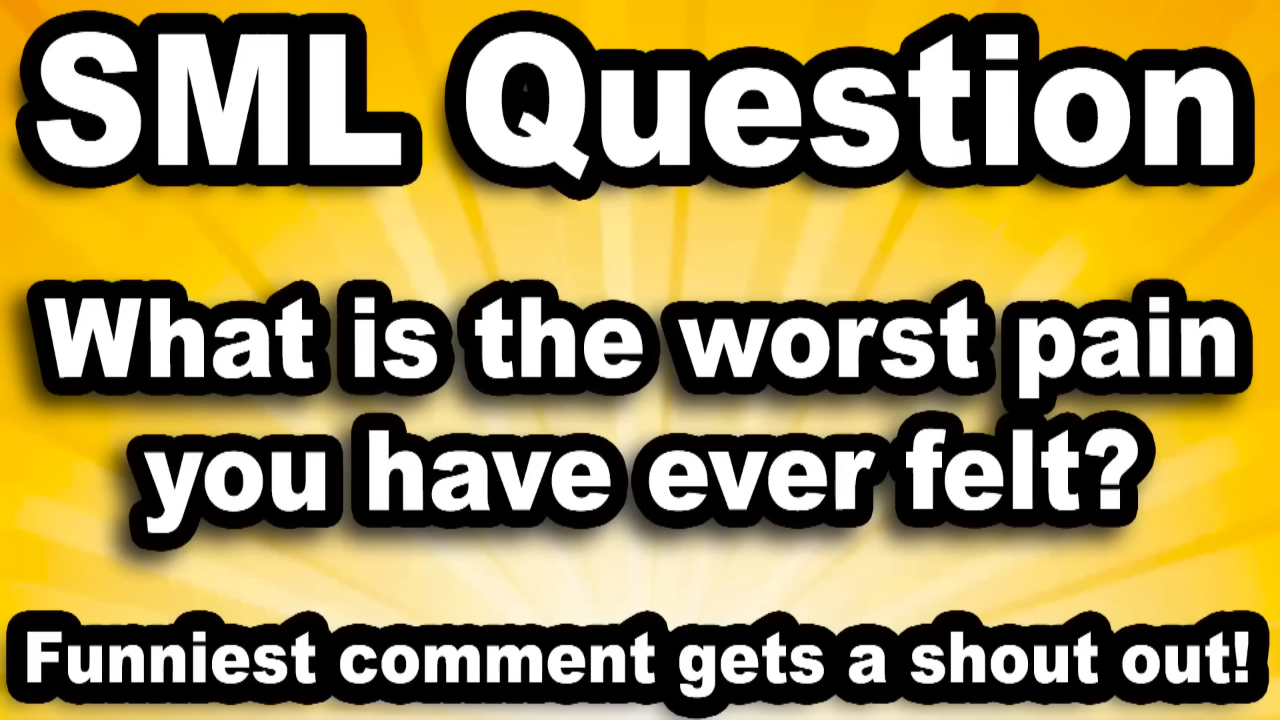 SML Question
What is the worst pain
you have ever felt?
Funniest comment gets a shout out!